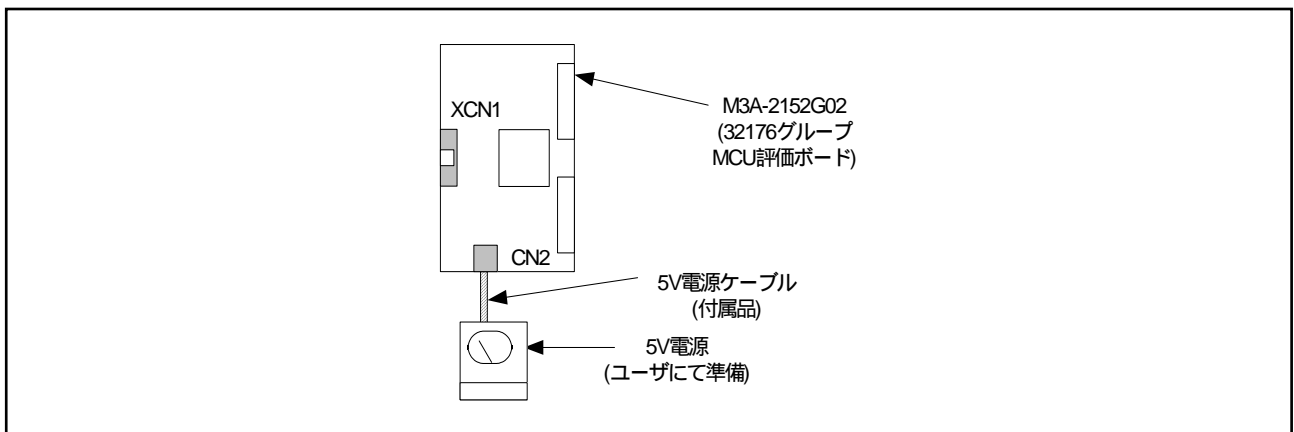 XCN1
M3A-2152G02
(32176グループ
MCU評価ボード)
CN2
5V電源ケーブル
(付属品)
5V電源
(ユーザにて準備)